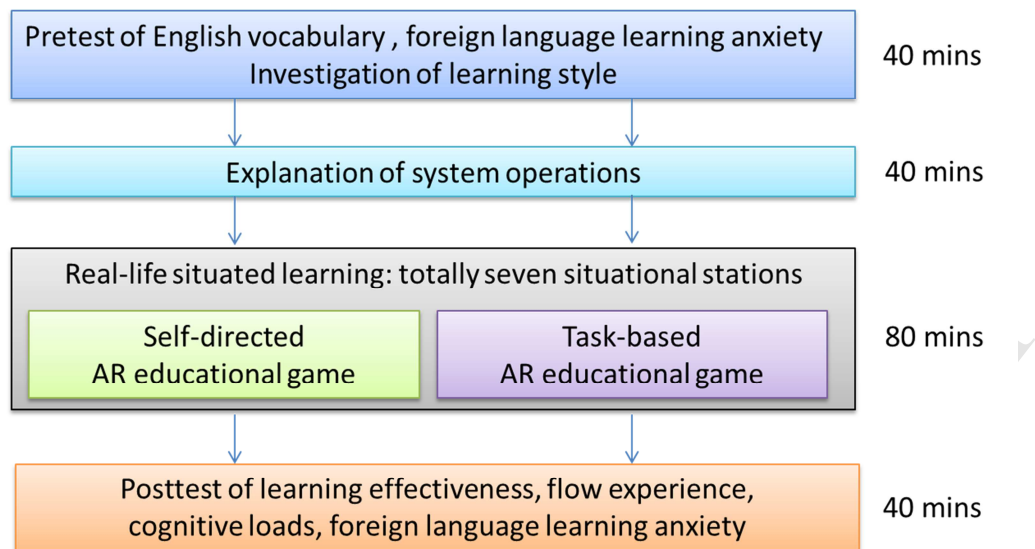 Pretest of English vocabulary , foreign language learning anxiety
Investigation of learning style
40 mins
Explanation of system operations
40 mins
Real-life situated learning: totally seven situational stations
Self-directed
AR educational game
Task-based
AR educational game
80 mins
Posttest of learning effectiveness, flow experience,
cognitive loads, foreign language learning anxiety
40 mins